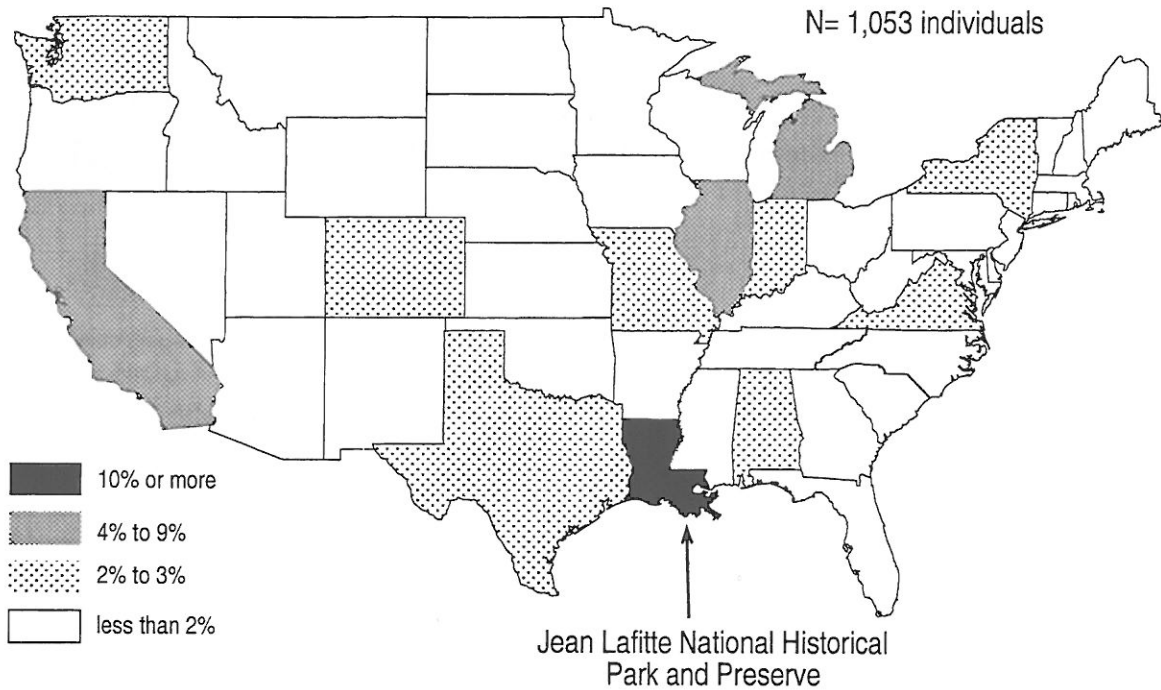 N= 1,053 individuals
10% or more
4% to 9%
2% to 3%
less than 2%
Jean Lafitte National Historical
Park and Preserve